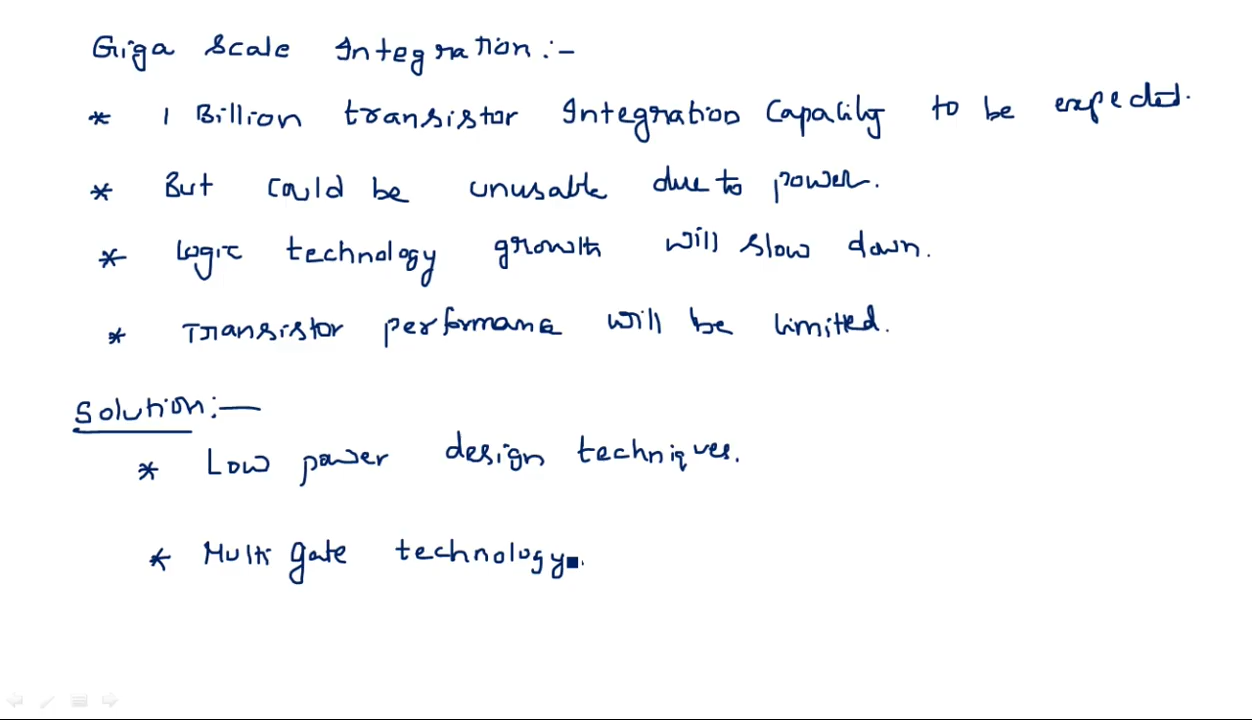 Giga Scale Integration :-
* 1 Billion transistor Integration Capacity to be expected.
* But could be unusable due to power.
* Logic technology growth will slow down.
* Transistor performance will be limited.
Solution :-
* Low power design techniques.
* Multi gate technology.